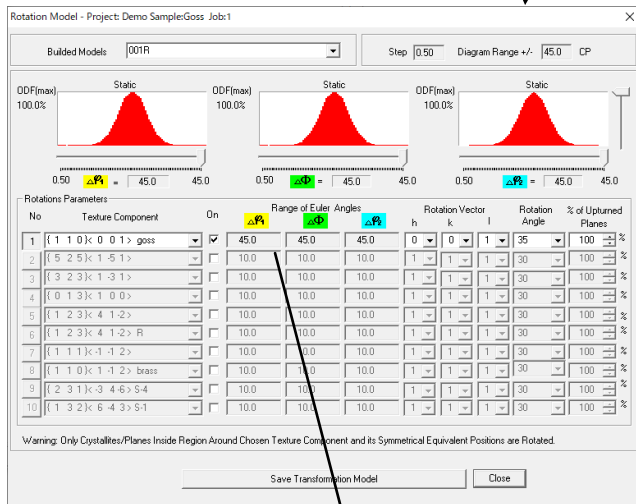 Rotation Model - Project: Demo Sample:Goss Job:1
Builded Models 001R Step 0.50 Diagram Range +/- 45.0 CP
ODF(max) Static ODF(max) Static ODF(max) Static
100.0% 100.0% 100.0%
0.50 △φ1 = 45.0 45.0 0.50 △Φ = 45.0 45.0 0.50 △φ2 = 45.0 45.0
Rotations Parameters
No Texture Component On Range of Euler Angles Rotation Vector Rotation Angle % of Upturned Planes
△φ1 △Φ △φ2 h k l
1 { 1 1 0}< 0 0 1> goss 45.0 45.0 45.0 0 0 1 35 100 %
2 { 5 2 5}< 1 -5 1> 10.0 10.0 10.0 1 1 1 30 100 %
3 { 3 2 3}< 1 -3 1> 10.0 10.0 10.0 1 1 1 30 100 %
4 { 0 1 3}< 1 0 0> 10.0 10.0 10.0 1 1 1 30 100 %
5 { 1 2 3}< 4 1 -2> 10.0 10.0 10.0 1 1 1 30 100 %
6 { 1 2 3}< 4 1 -2> R 10.0 10.0 10.0 1 1 1 30 100 %
7 { 1 1 1}< -1 -1 2> 10.0 10.0 10.0 1 1 1 30 100 %
8 { 1 1 0}< 1 -1 2> brass 10.0 10.0 10.0 1 1 1 30 100 %
9 { 2 3 1}< -3 4 -6> S-4 10.0 10.0 10.0 1 1 1 30 100 %
10 { 1 3 2}< 6 -4 3> S-1 10.0 10.0 10.0 1 1 1 30 100 %
Warning: Only Crystallites/Planes Inside Region Around Chosen Texture Component and its Symmetrical Equivalent Positions are Rotated.
Save Transformation Model Close